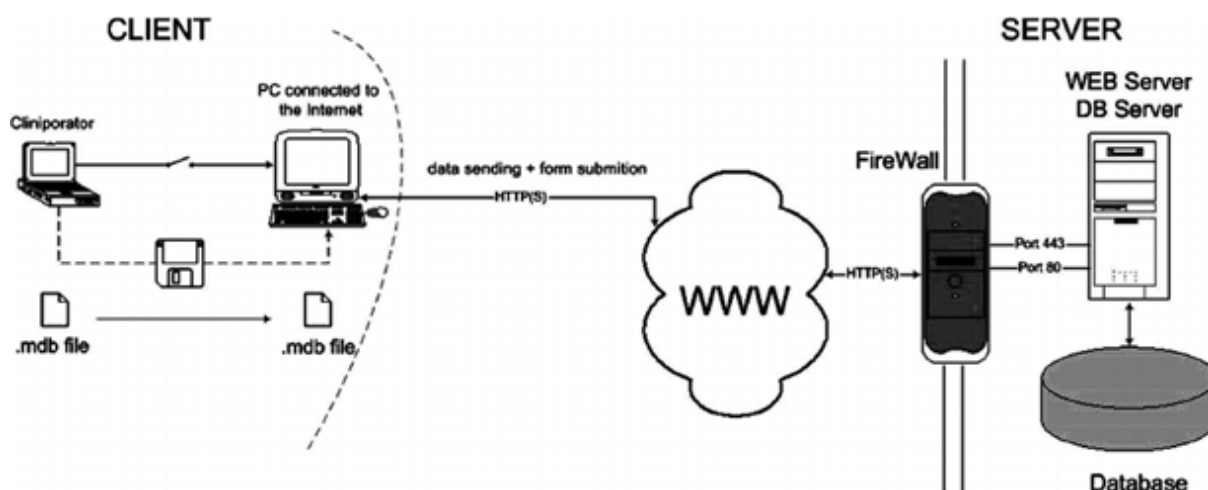 CLIENT
SERVER
Cliniporator
PC connected to
the Internet
WEB Server
DB Server
FireWall
data sending + form submition
HTTP(S)
Port 443
HTTP(S)
Port 80
WWW
.mdb file
.mdb file
Database